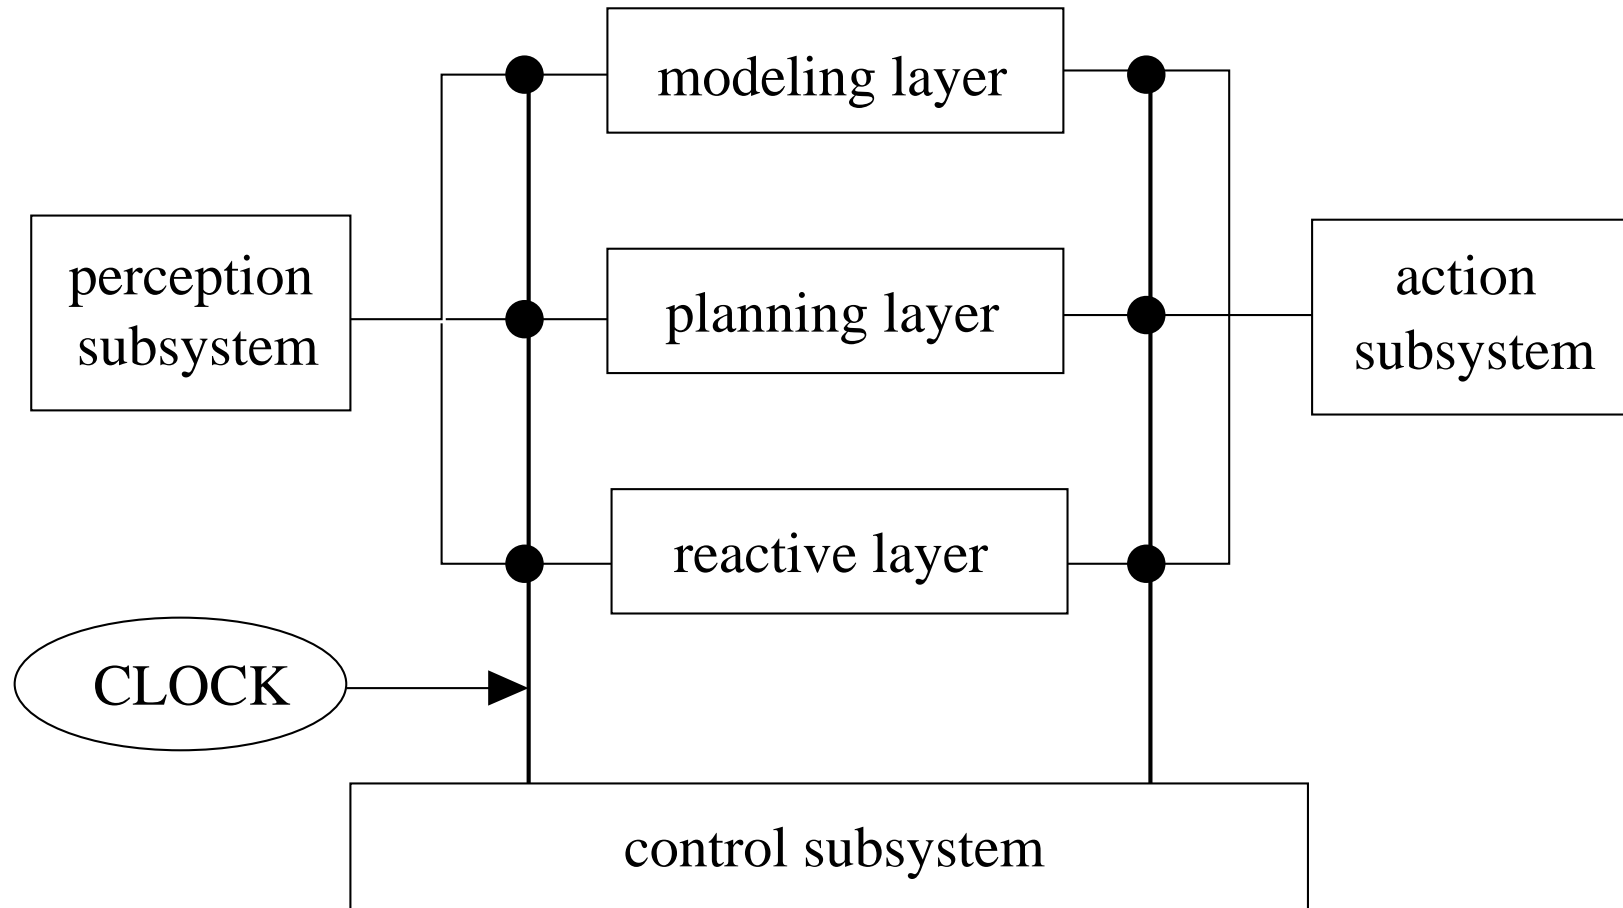 modeling layer
perception
subsystem
planning layer
action
subsystem
reactive layer
CLOCK
control subsystem